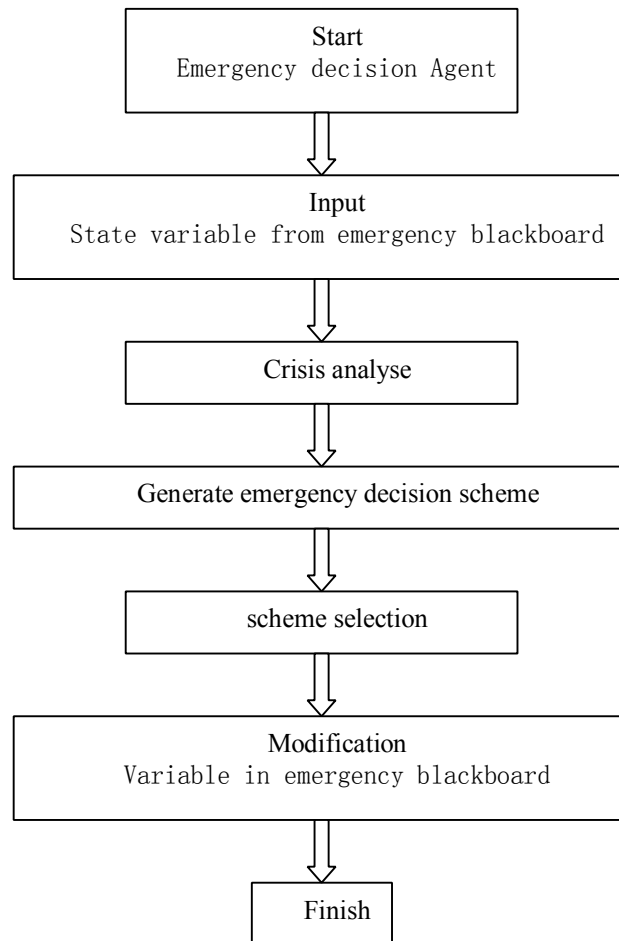 Start
Emergency decision Agent
Input
State variable from emergency blackboard
Crisis analyse
Generate emergency decision scheme
scheme selection
Modification
Variable in emergency blackboard
Finish